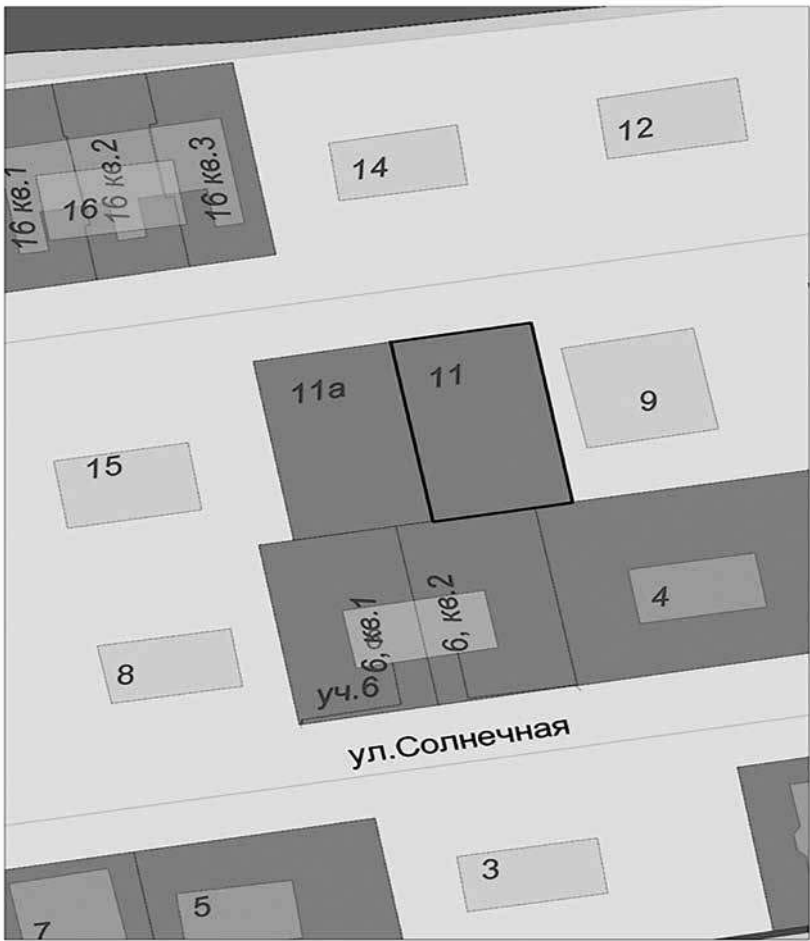 12
14
16 кв.1
16
16 кв.2
16 кв.3
11а
11
9
15
6, кв.1
6, кв.2
4
8
уч.6
ул.Солнечная
3
5
7